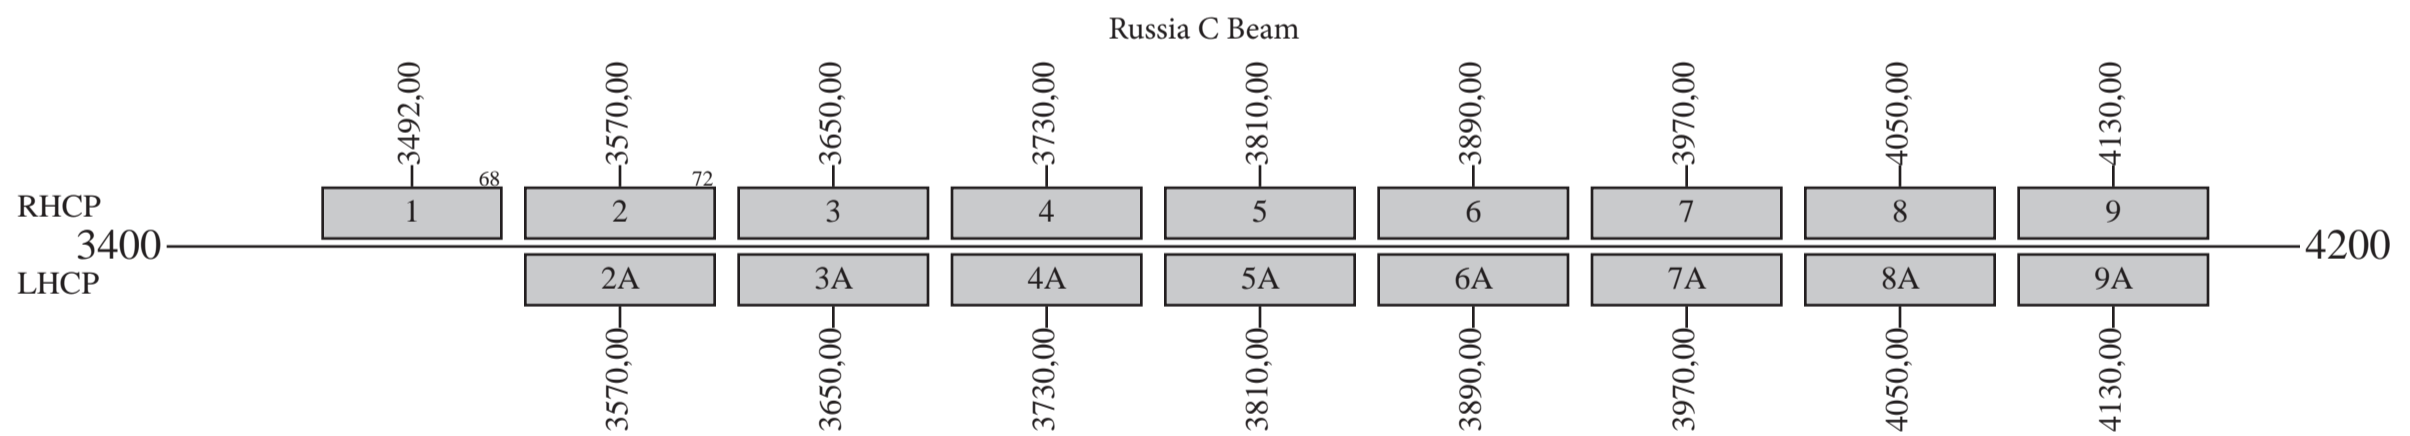 Russia C Beam
3492,00 3570,00 3650,00 3730,00 3810,00 3890,00 3970,00 4050,00 4130,00
68 72
RHCP 1 2 3 4 5 6 7 8 9
3400 4200
LHCP 2A 3A 4A 5A 6A 7A 8A 9A
3570,00 3650,00 3730,00 3810,00 3890,00 3970,00 4050,00 4130,00